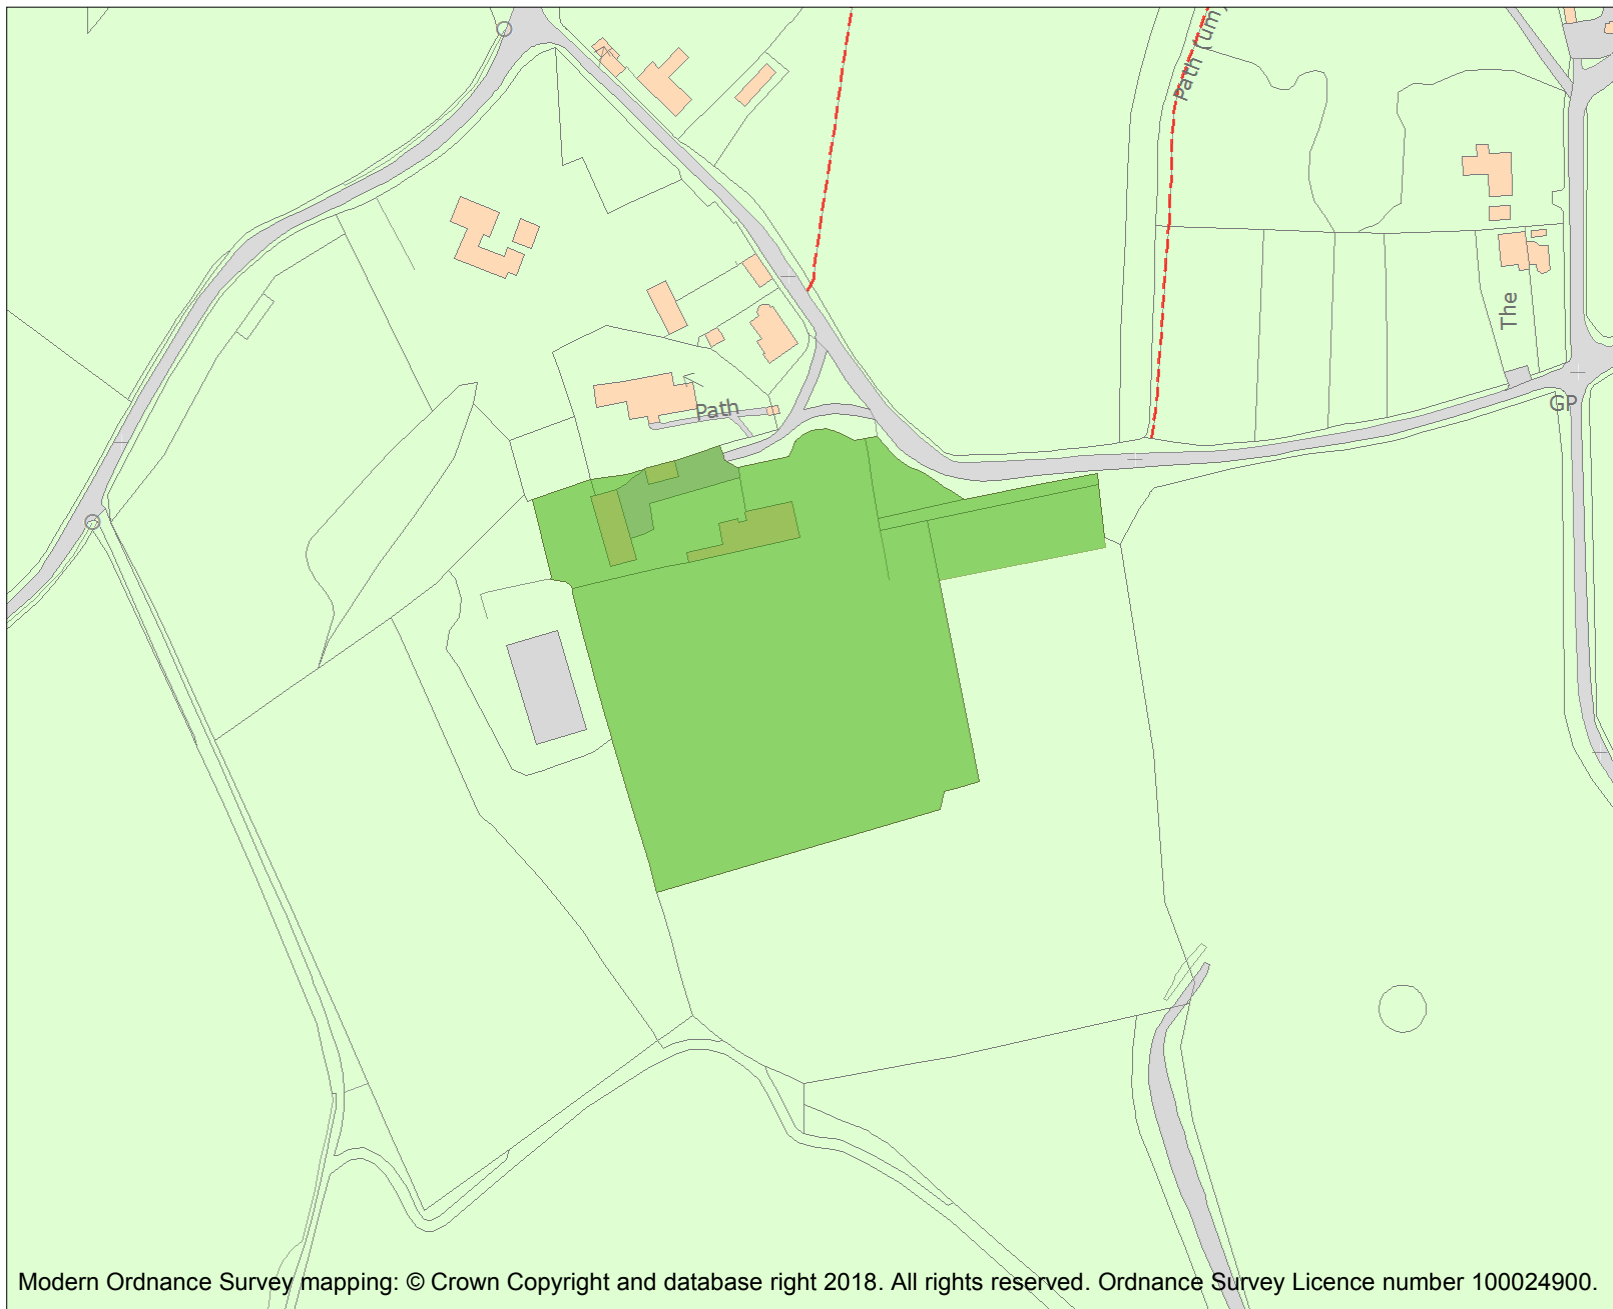 Path (um)
The
Path
GP
Modern Ordnance Survey mapping: © Crown Copyright and database right 2018. All rights reserved. Ordnance Survey Licence number 100024900.